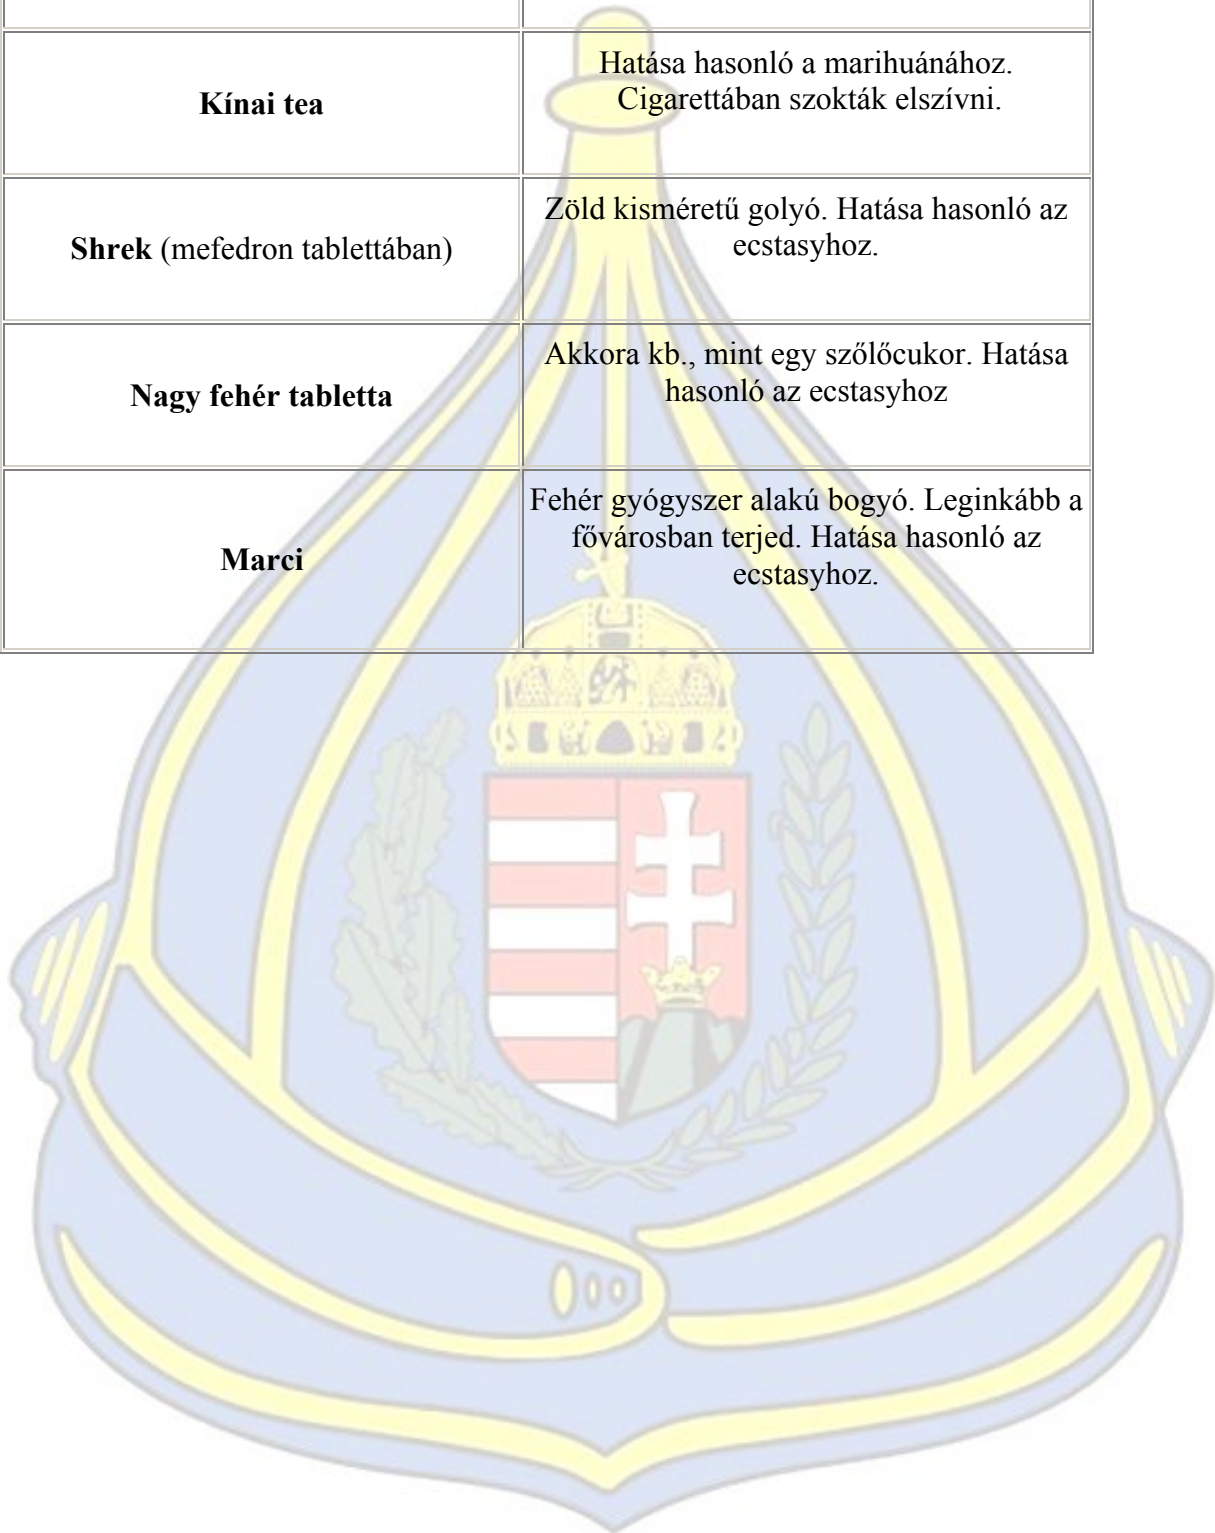 Kínai tea
Hatása hasonló a marihuánához.
Cigarettában szokták elszívni.
Shrek (mefedron tablettában)
Zöld kisméretű golyó. Hatása hasonló az
ecstasyhoz.
Nagy fehér tabletta
Akkora kb., mint egy szőlőcukor. Hatása
hasonló az ecstasyhoz
Marci
Fehér gyógyszer alakú bogyó. Leginkább a
fővárosban terjed. Hatása hasonló az
ecstasyhoz.